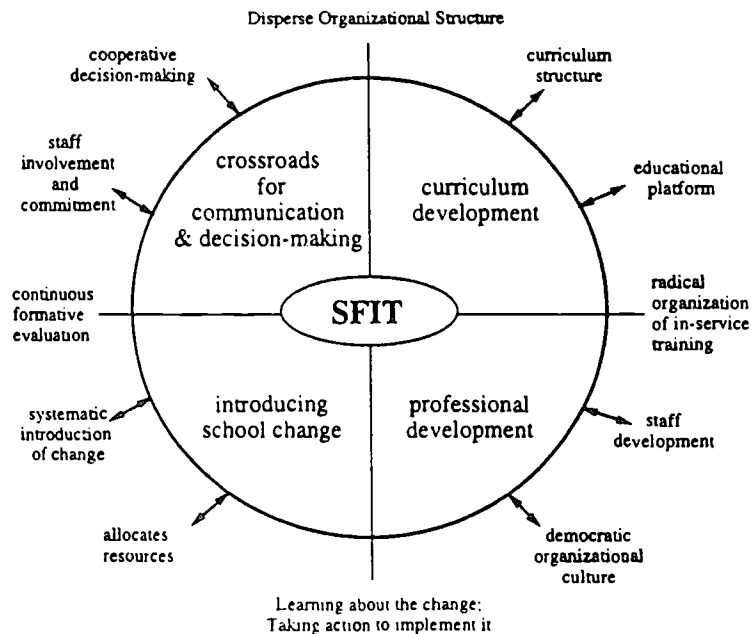 Disperse Organizational Structure
cooperative
decision-making
curriculum
structure
staff
involvement
and
commitment
crossroads
for
communication
& decision-making
curriculum
development
educational
platform
continuous
formative
evaluation
SFIT
radical
organization
of in-service
training
systematic
introduction
of change
introducing
school change
professional
development
staff
development
allocates
resources
democratic
organizational
culture
Learning about the change;
Taking action to implement it